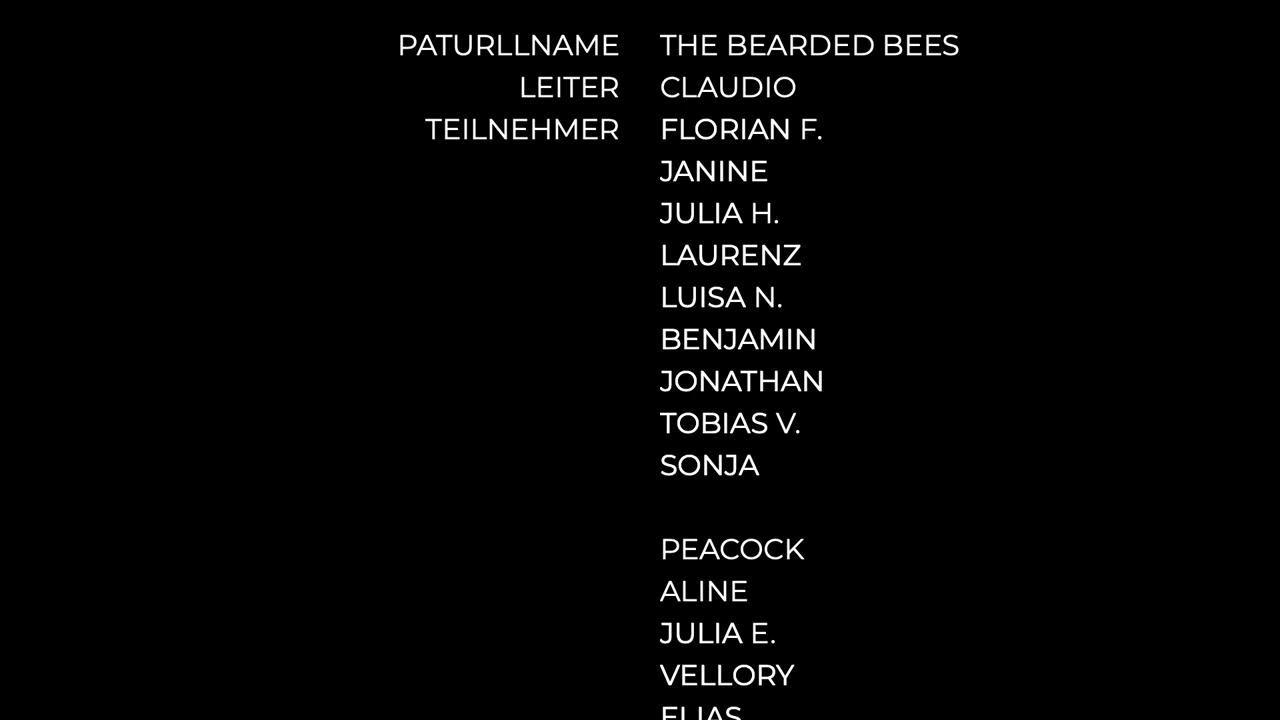 PATURLLNAME THE BEARDED BEES
LEITER CLAUDIO
TEILNEHMER FLORIAN F.
JANINE
JULIA H.
LAURENZ
LUISA N.
BENJAMIN
JONATHAN
TOBIAS V.
SONJA
PEACOCK
ALINE
JULIA E.
VELLORY
ELIAS